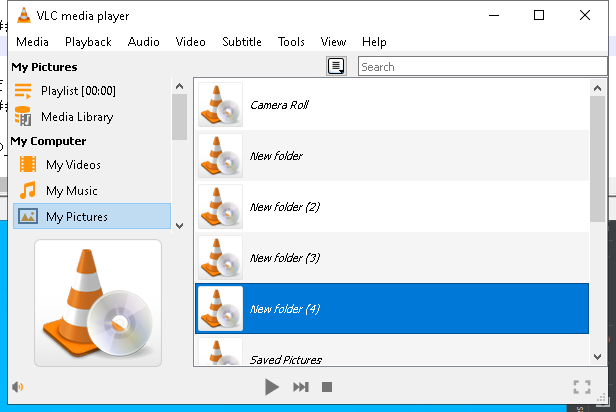 VLC media player
Media Playback Audio Video Subtitle Tools View Help
My Pictures
Search
Playlist [00:00]
Media Library
My Computer
My Videos
My Music
My Pictures
Camera Roll
New folder
New folder (2)
New folder (3)
New folder (4)
Saved Pictures